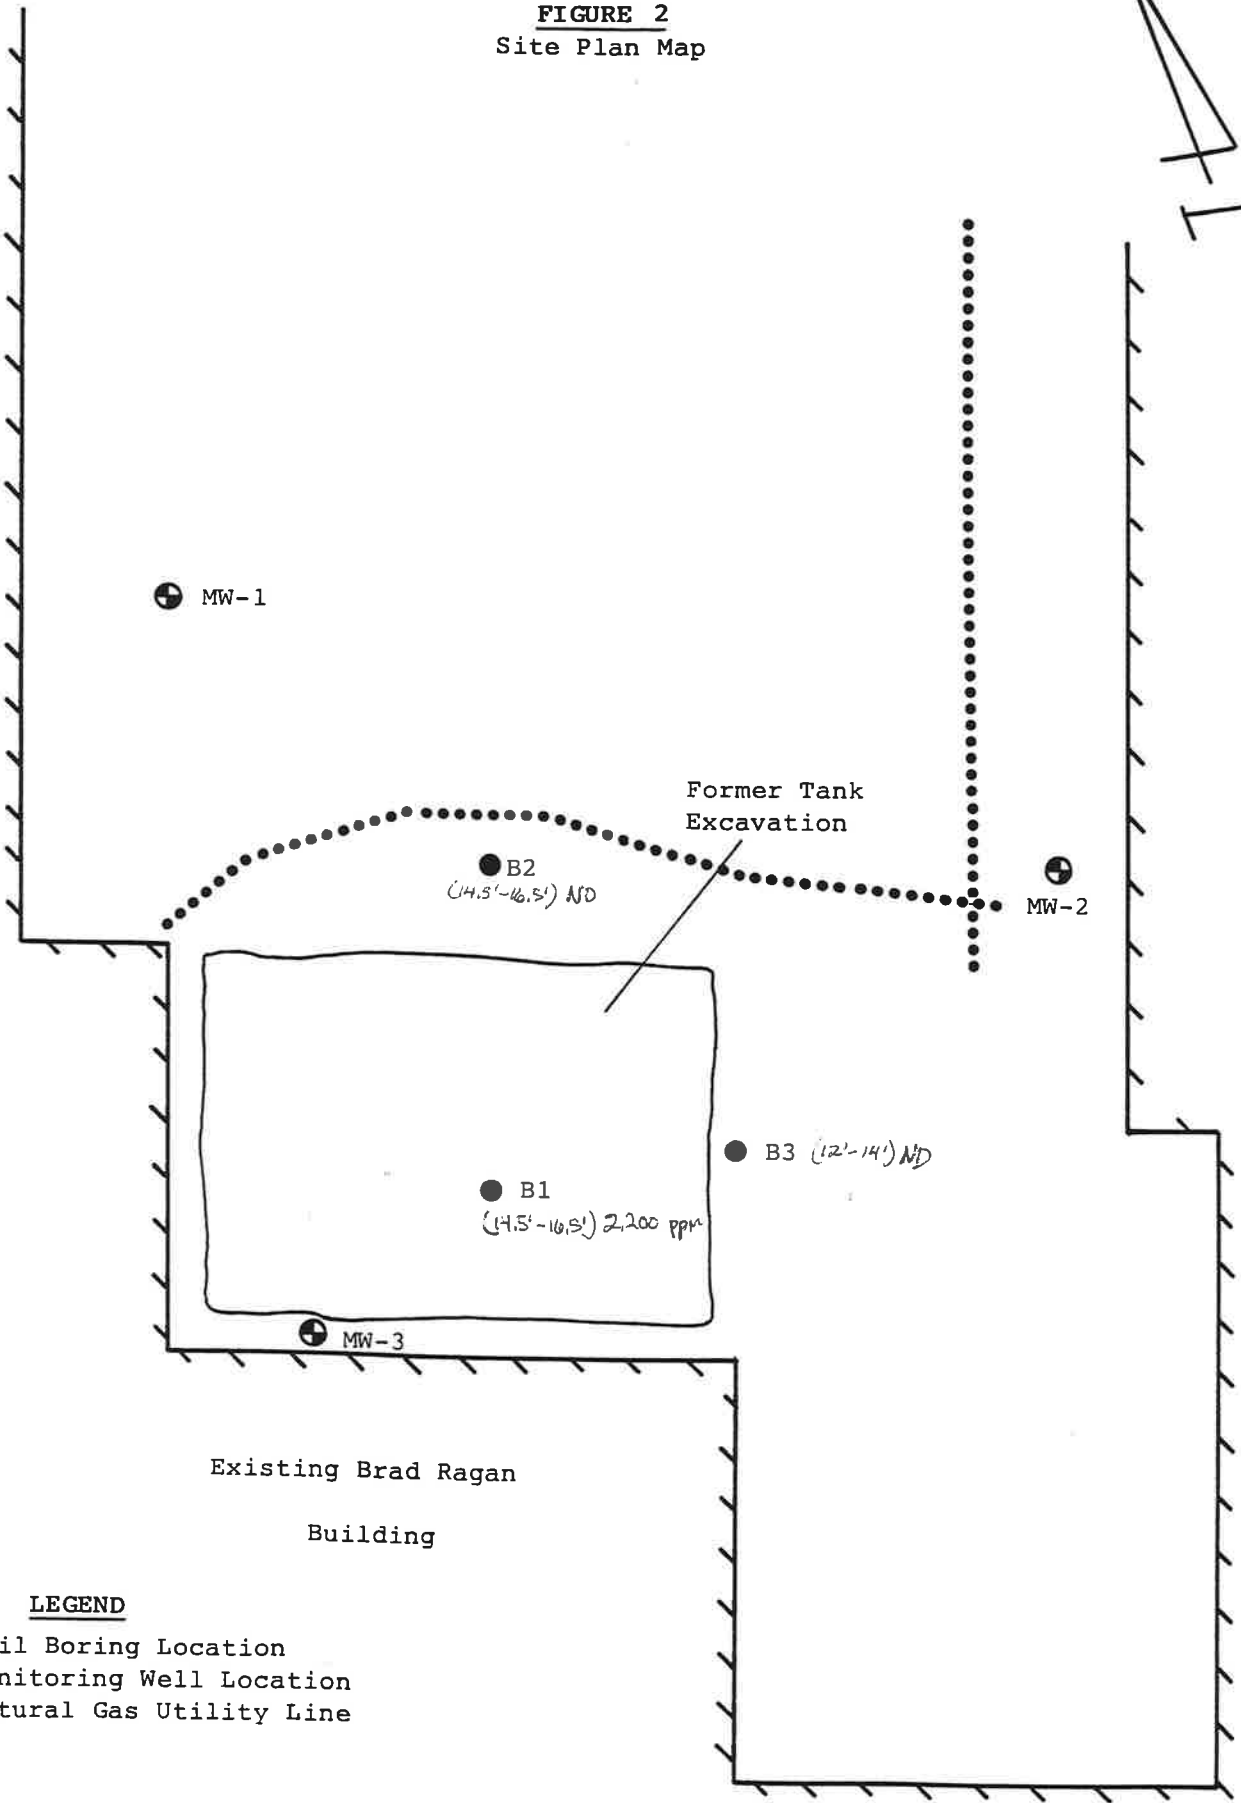 FIGURE 2
Site Plan Map
MW-1
Former Tank
Excavation
B2
(14.5'-16.5') ND
MW-2
B3 (12'-14') ND
B1
(14.5'-16.5') 2,200 ppm
MW-3
Existing Brad Ragan
Building
LEGEND
il Boring Location
nitoring Well Location
tural Gas Utility Line